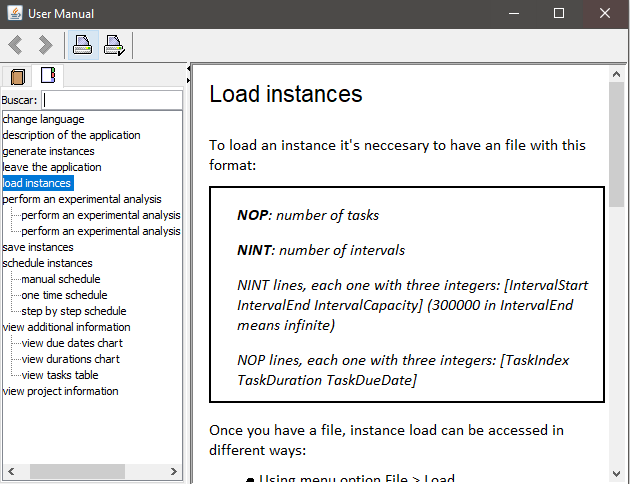 User Manual
Buscar:
change language
description of the application
generate instances
leave the application
load instances
perform an experimental analysis
perform an experimental analysis
perform an experimental analysis
save instances
schedule instances
manual schedule
one time schedule
step by step schedule
view additional information
view due dates chart
view durations chart
view tasks table
view project information
Load instances
To load an instance it's neccesary to have an file with this
format:
NOP: number of tasks
NINT: number of intervals
NINT lines, each one with three integers: [IntervalStart
IntervalEnd IntervalCapacity] (300000 in IntervalEnd
means infinite)
NOP lines, each one with three integers: [TaskIndex
TaskDuration TaskDueDate]
Once you have a file, instance load can be accessed in
different ways:
● Using menu option File > Load